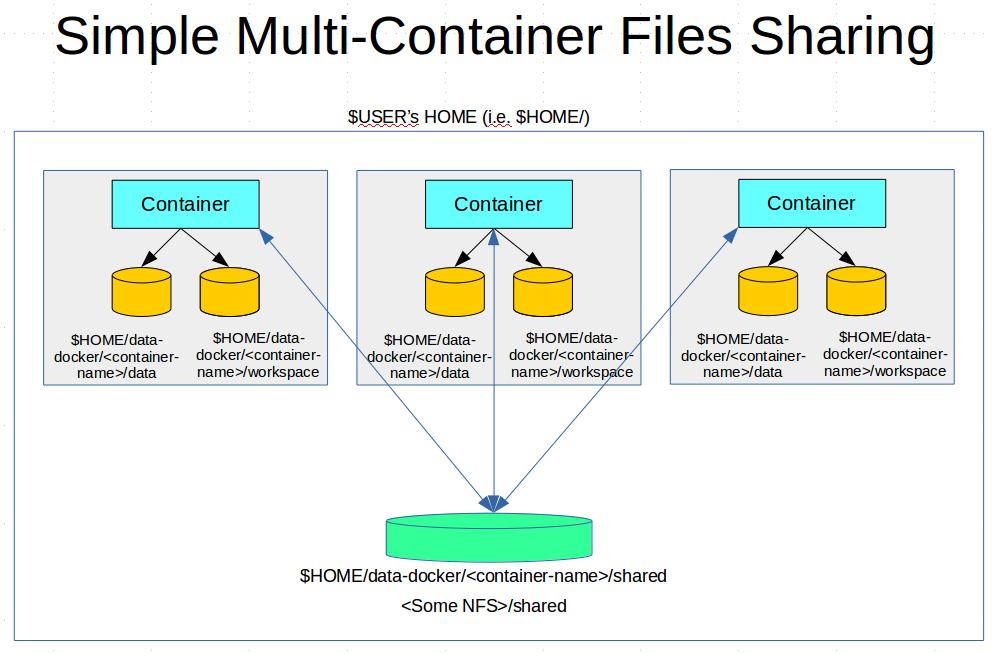 Simple Multi-Container Files Sharing
$USER's HOME (i.e. $HOME/)
Container
$HOME/data-
docker/<container-
name>/data
$HOME/data-
docker/<container-
name>/workspace
Container
$HOME/data-
docker/<container-
name>/data
$HOME/data-
docker/<container-
name>/workspace
Container
$HOME/data-
docker/<container-
name>/data
$HOME/data-
docker/<container-
name>/workspace
$HOME/data-docker/<container-name>/shared
<Some NFS>/shared